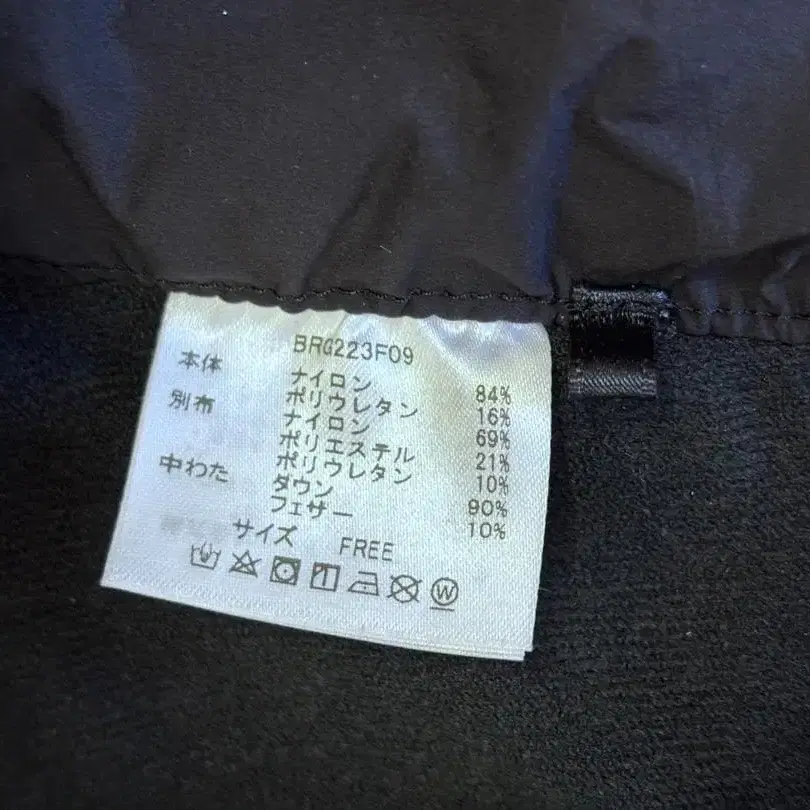 BRG223F09
本体 ナイロン 84%
ポリウレタン 16%
別布 ナイロン 69%
ポリエステル 21%
ポリウレタン 10%
中わた ダウン 90%
フェザー 10%
サイズ FREE
W